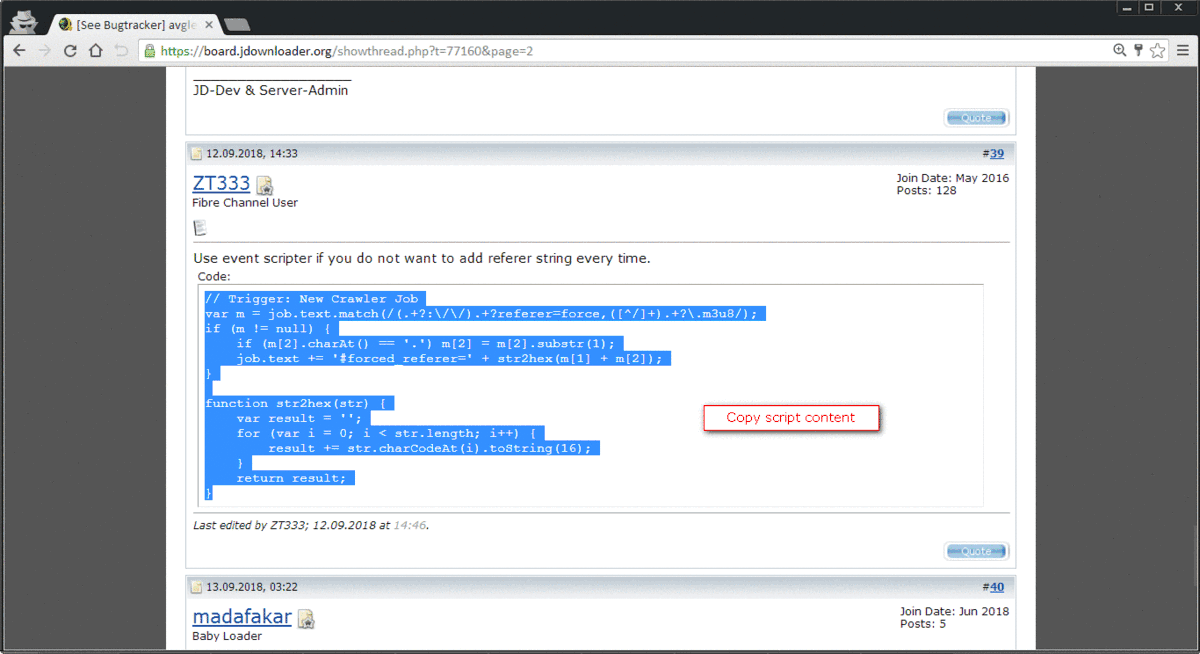 [See Bugtracker] avgle
https://board.jdownloader.org/showthread.php?t=77160&page=2
JD-Dev & Server-Admin
Quote
12.09.2018, 14:33
#39
ZT333
Join Date: May 2016
Fibre Channel User
Posts: 128
Use event scripter if you do not want to add referer string every time.
Code:
// Trigger: New Crawler Job
var m = job.text.match(/(.+?:\/\/).+?referer=force,([^/]+).+?\.m3u8/);
if (m != null) {
    if (m[2].charAt() == '.') m[2] = m[2].substr(1);
    job.text += '#forced_referer=' + str2hex(m[1] + m[2]);
}
function str2hex(str) {
    var result = '';
    for (var i = 0; i < str.length; i++) {
        result += str.charCodeAt(i).toString(16);
    }
    return result;
}
Copy script content
Last edited by ZT333; 12.09.2018 at 14:46.
Quote
13.09.2018, 03:22
#40
madafakar
Join Date: Jun 2018
Baby Loader
Posts: 5